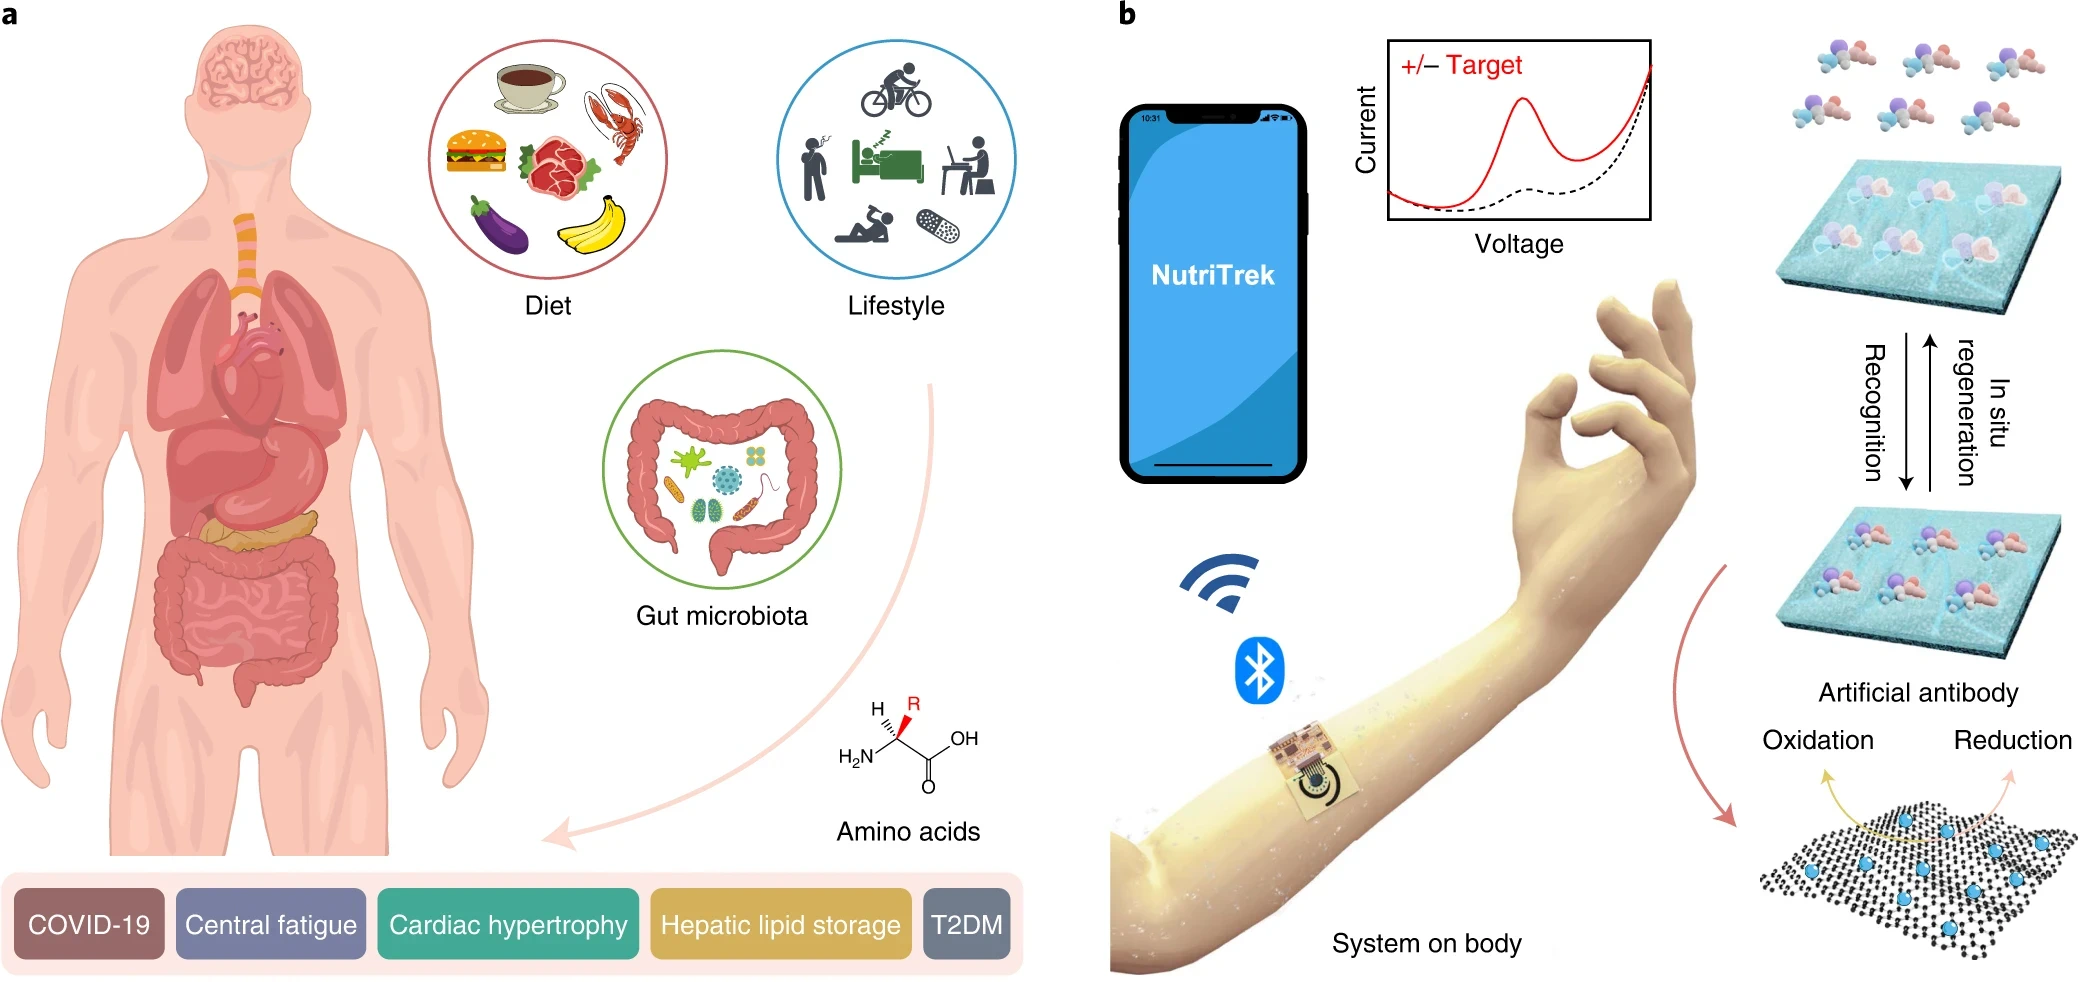 a
Diet
Lifestyle
Gut microbiota
H
R
H₂N
OH
O
Amino acids
COVID-19
Central fatigue
Cardiac hypertrophy
Hepatic lipid storage
T2DM
b
10:31
NutriTrek
+/– Target
Current
Voltage
Recognition
In situ
regeneration
Artificial antibody
Oxidation
Reduction
System on body